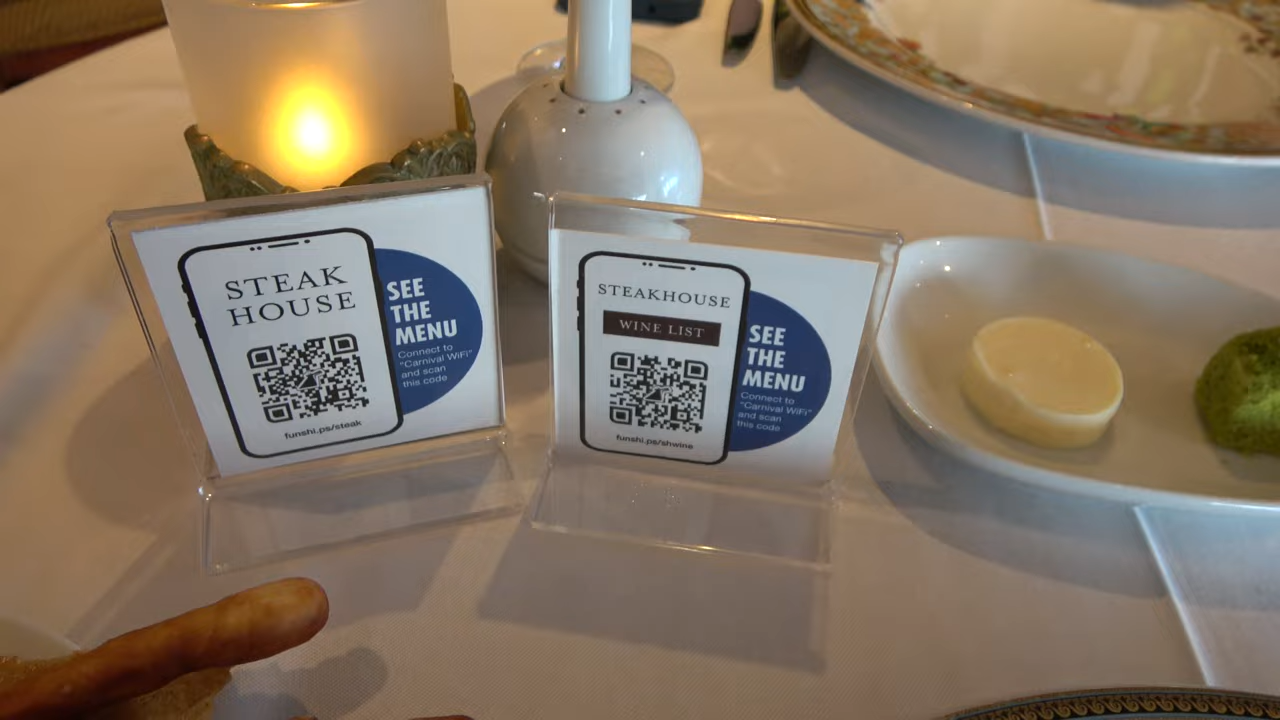 STEAK
HOUSE
funshi.ps/steak
SEE
THE
MENU
Connect to
"Carnival WiFi"
and scan
this code
STEAKHOUSE
WINE LIST
funshi.ps/shwine
SEE
THE
MENU
Connect to
"Carnival WiFi"
and scan
this code